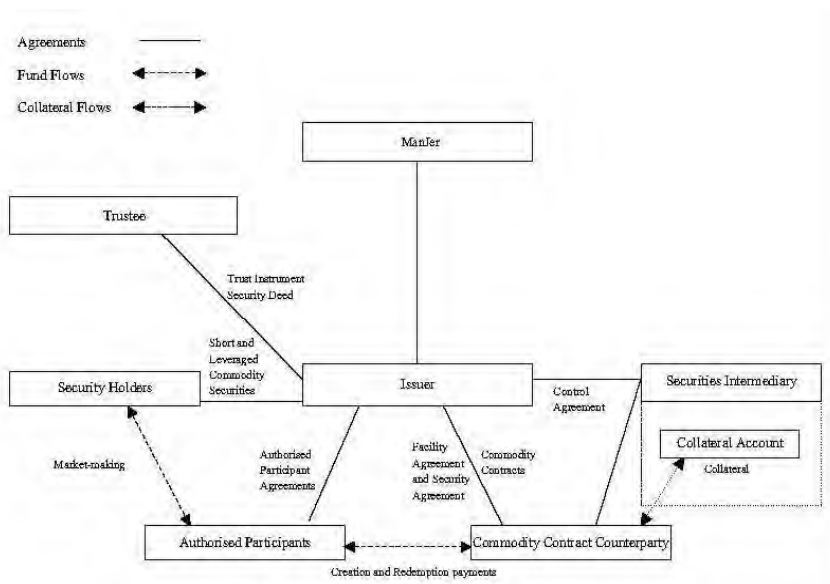 Agreements
Fund Flows
Collateral Flows
ManJer
Trustee
Trust Instrument
Security Deed
Short and
Leveraged
Commodity
Securities
Security Holders
Issuer
Control
Agreement
Securities Intermediary
Collateral Account
Collateral
Market-making
Authorised
Participant
Agreements
Facility
Agreement
and Security
Agreement
Commodity
Contracts
Authorised Participants
Commodity Contract Counterparty
Creation and Redemption payments